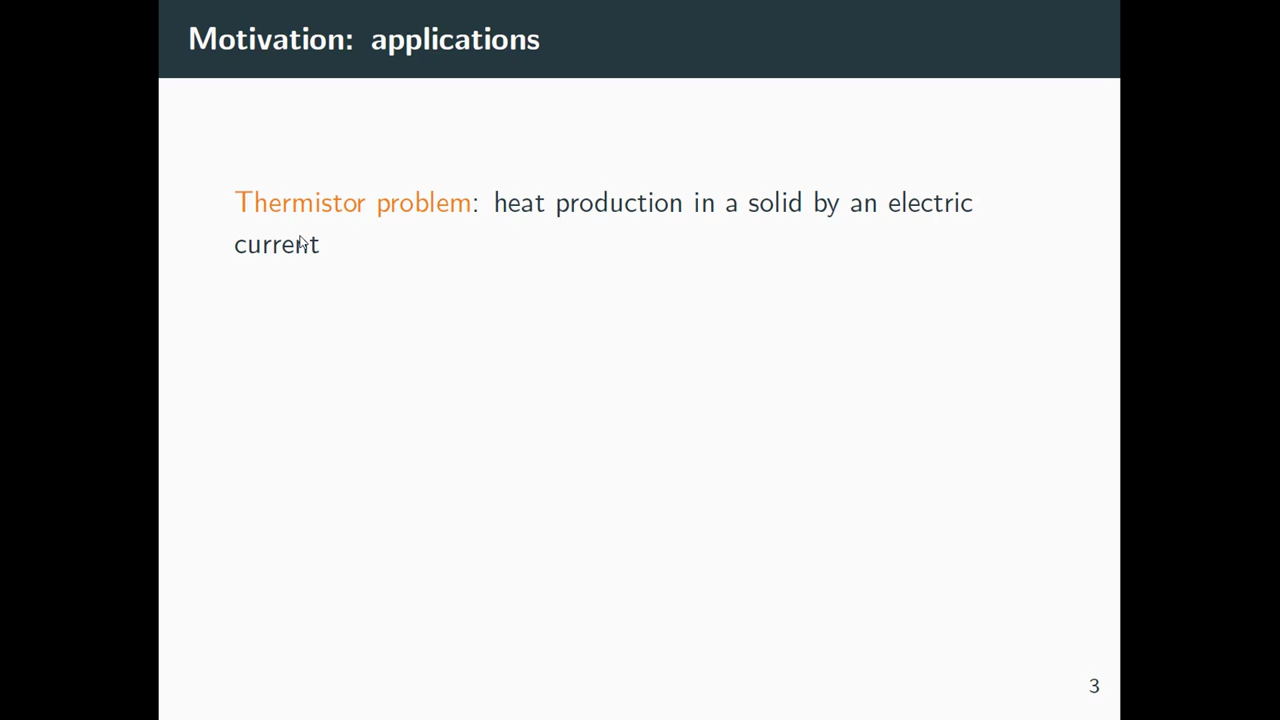 Motivation: applications
Thermistor problem: heat production in a solid by an electric
current
3